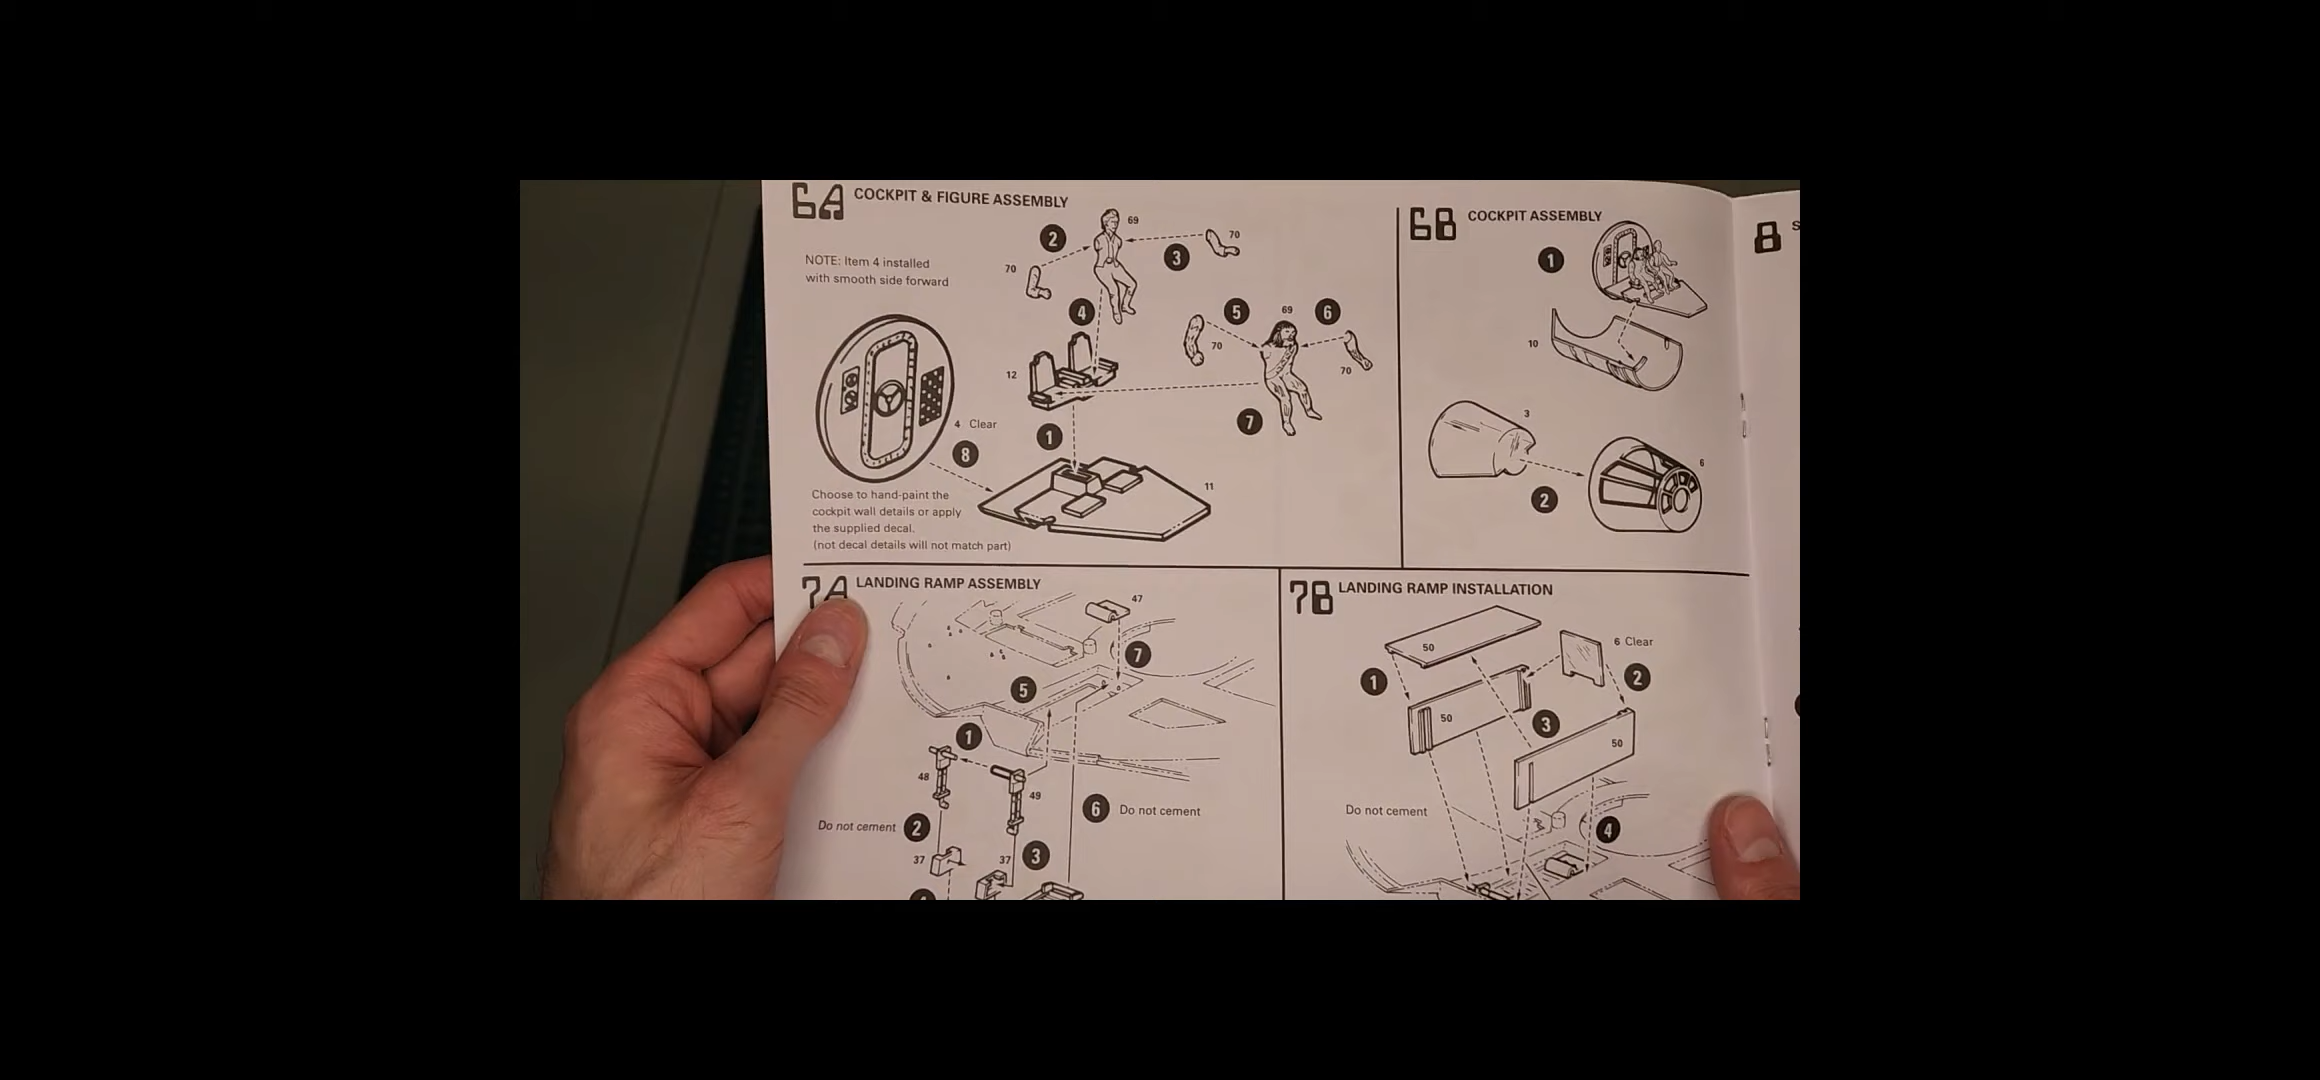 6A COCKPIT & FIGURE ASSEMBLY
NOTE: Item 4 installed
with smooth side forward
2
69
70
3
70
4
5
69
6
70
70
12
7
4 Clear
1
8
11
Choose to hand-paint the
cockpit wall details or apply
the supplied decal.
(not decal details will not match part)
6B COCKPIT ASSEMBLY
1
10
3
6
2
8
7A LANDING RAMP ASSEMBLY
47
7
5
1
48
49
6 Do not cement
Do not cement 2
37
37
3
7B LANDING RAMP INSTALLATION
50
6 Clear
1
2
50
3
50
Do not cement
4